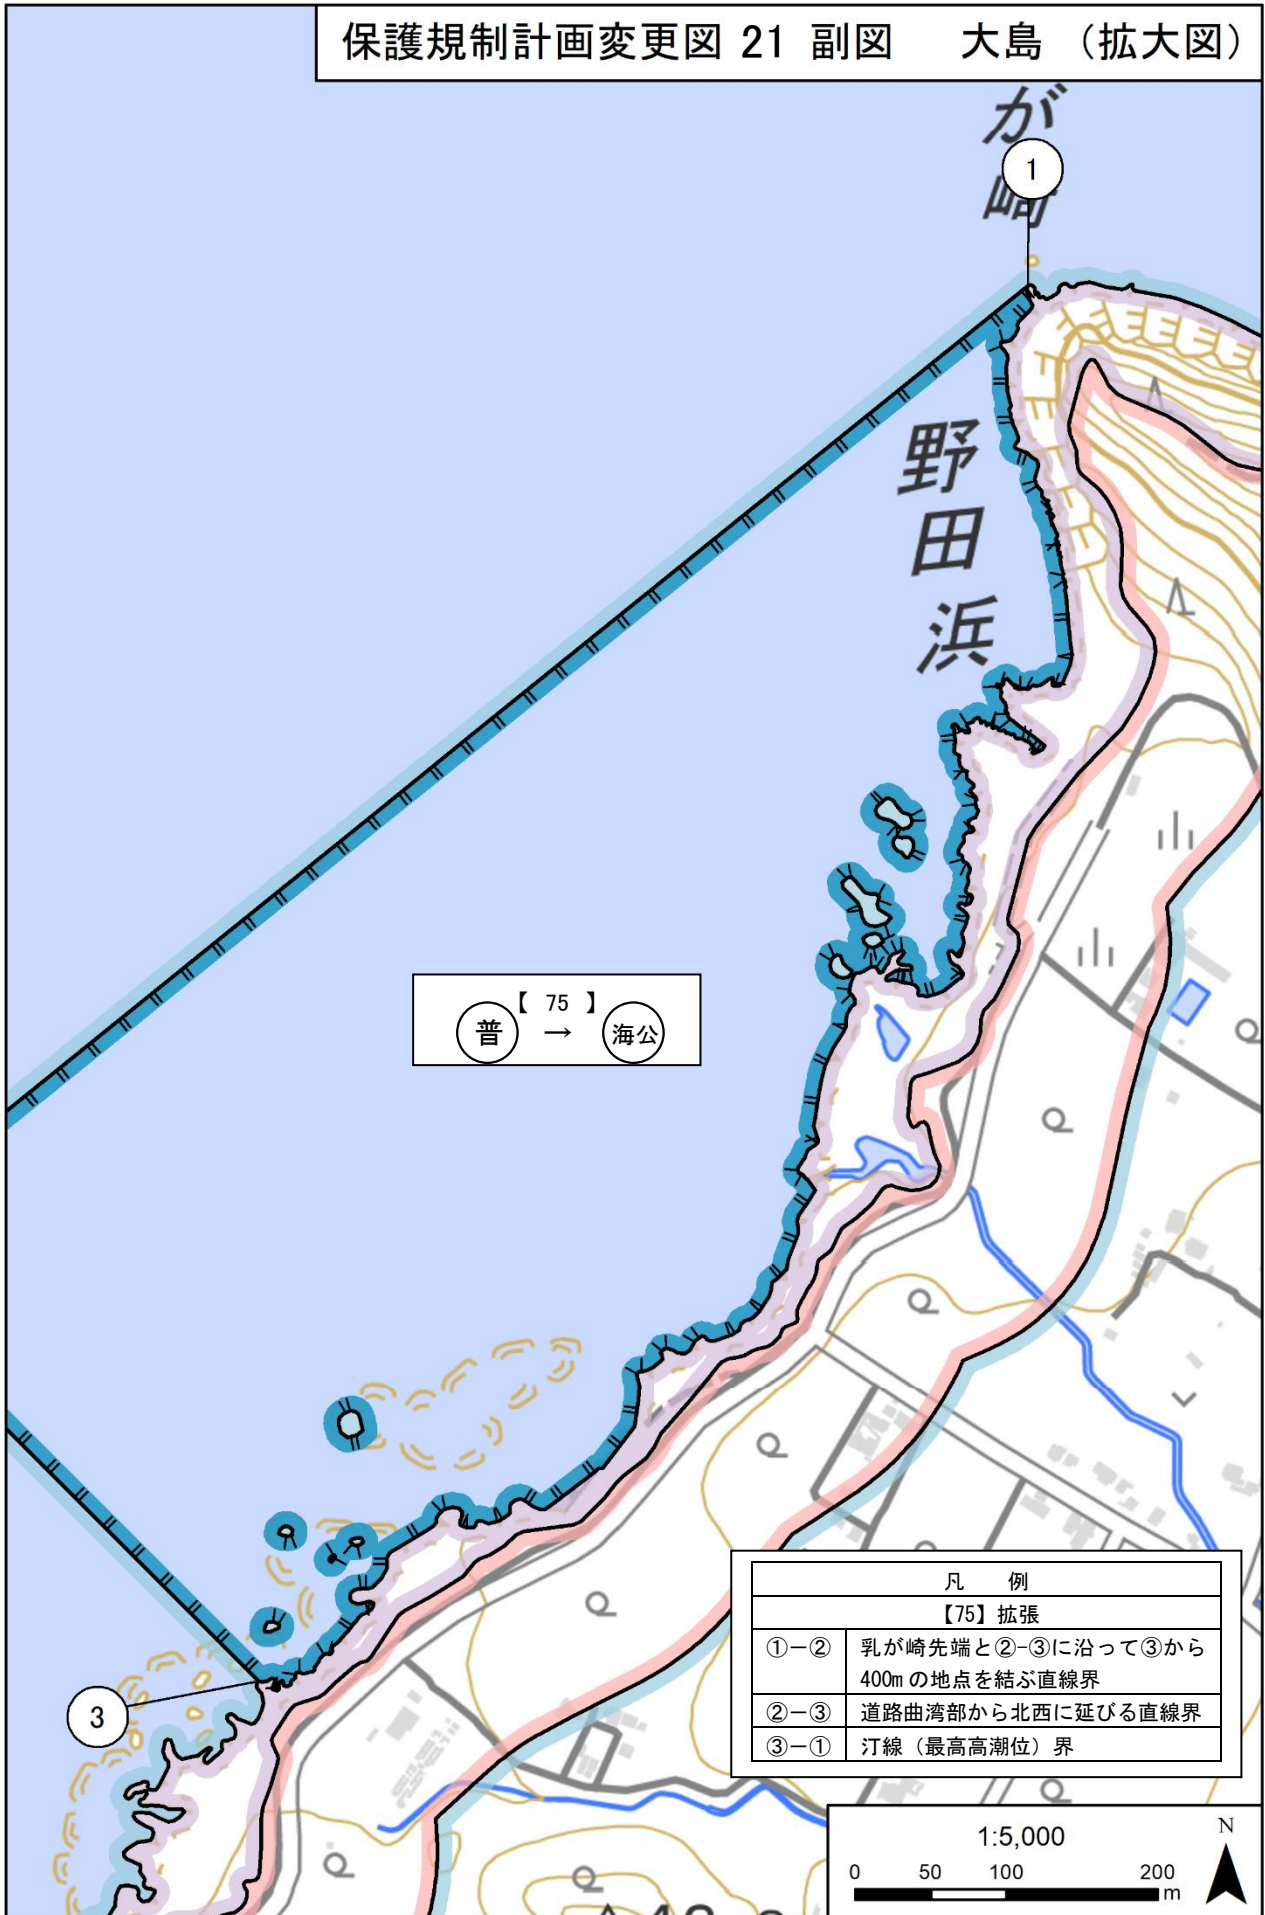 保護規制計画変更図 21 副図　大島 （拡大図）
が崎
1
野田浜
【 75 】
普 → 海公
3
凡　例
【75】拡張
①－② 乳が崎先端と②-③に沿って③から
400mの地点を結ぶ直線界
②－③ 道路曲湾部から北西に延びる直線界
③－① 汀線（最高高潮位）界
1:5,000
N
0 50 100 200
m